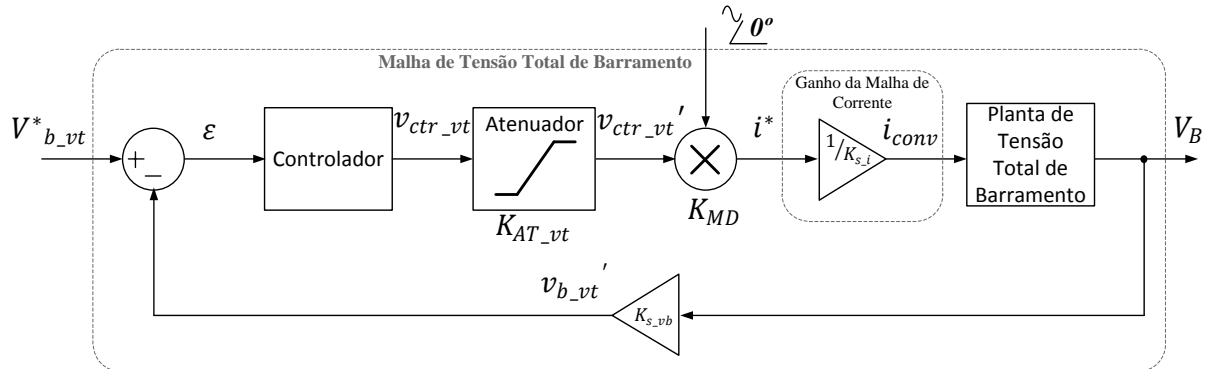 0º
Malha de Tensão Total de Barramento
Ganho da Malha de
Corrente
V*b_vt
+
−
ε
Controlador
vctr_vt
Atenuador
KAT_vt
vctr_vt′
×
KMD
i*
1/Ks_i
iconv
Planta de
Tensão
Total de
Barramento
VB
vb_vt′
Ks_vb